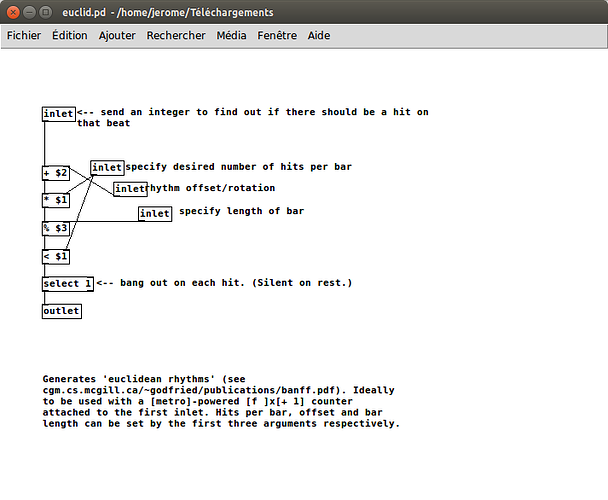 euclid.pd - /home/jerome/Téléchargements
Fichier Édition Ajouter Rechercher Média Fenêtre Aide
inlet <-- send an integer to find out if there should be a hit on
that beat
inlet specify desired number of hits per bar
+ $2
inlet rhythm offset/rotation
* $1
inlet specify length of bar
% $3
< $1
select 1 <-- bang out on each hit. (Silent on rest.)
outlet
Generates 'euclidean rhythms' (see
cgm.cs.mcgill.ca/~godfried/publications/banff.pdf). Ideally
to be used with a [metro]-powered [f ]x[+ 1] counter
attached to the first inlet. Hits per bar, offset and bar
length can be set by the first three arguments respectively.